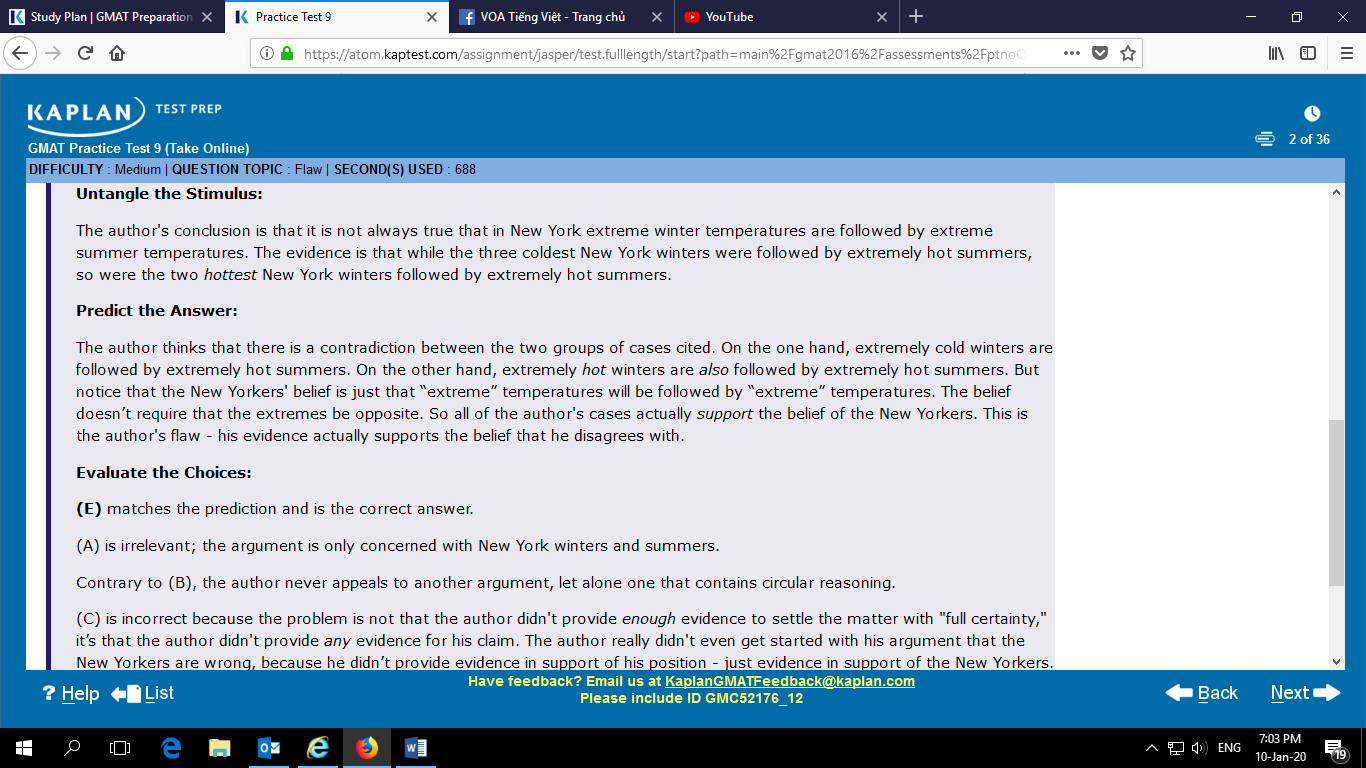 Study Plan | GMAT Preparation
Practice Test 9
VOA Tiếng Việt - Trang chủ
YouTube
https://atom.kaptest.com/assignment/jasper/test.fulllength/start?path=main%2Fgmat2016%2Fassessments%2Fptno
KAPLAN TEST PREP
GMAT Practice Test 9 (Take Online)
2 of 36
DIFFICULTY : Medium | QUESTION TOPIC : Flaw | SECOND(S) USED : 688
Untangle the Stimulus:
The author's conclusion is that it is not always true that in New York extreme winter temperatures are followed by extreme
summer temperatures. The evidence is that while the three coldest New York winters were followed by extremely hot summers,
so were the two hottest New York winters followed by extremely hot summers.
Predict the Answer:
The author thinks that there is a contradiction between the two groups of cases cited. On the one hand, extremely cold winters are
followed by extremely hot summers. On the other hand, extremely hot winters are also followed by extremely hot summers. But
notice that the New Yorkers' belief is just that “extreme” temperatures will be followed by “extreme” temperatures. The belief
doesn’t require that the extremes be opposite. So all of the author's cases actually support the belief of the New Yorkers. This is
the author's flaw - his evidence actually supports the belief that he disagrees with.
Evaluate the Choices:
(E) matches the prediction and is the correct answer.
(A) is irrelevant; the argument is only concerned with New York winters and summers.
Contrary to (B), the author never appeals to another argument, let alone one that contains circular reasoning.
(C) is incorrect because the problem is not that the author didn't provide enough evidence to settle the matter with "full certainty,"
it’s that the author didn't provide any evidence for his claim. The author really didn't even get started with his argument that the
New Yorkers are wrong, because he didn’t provide evidence in support of his position - just evidence in support of the New Yorkers.
? Help
List
Have feedback? Email us at KaplanGMATFeedback@kaplan.com
Please include ID GMC52176_12
Back
Next
ENG
7:03 PM
10-Jan-20
19